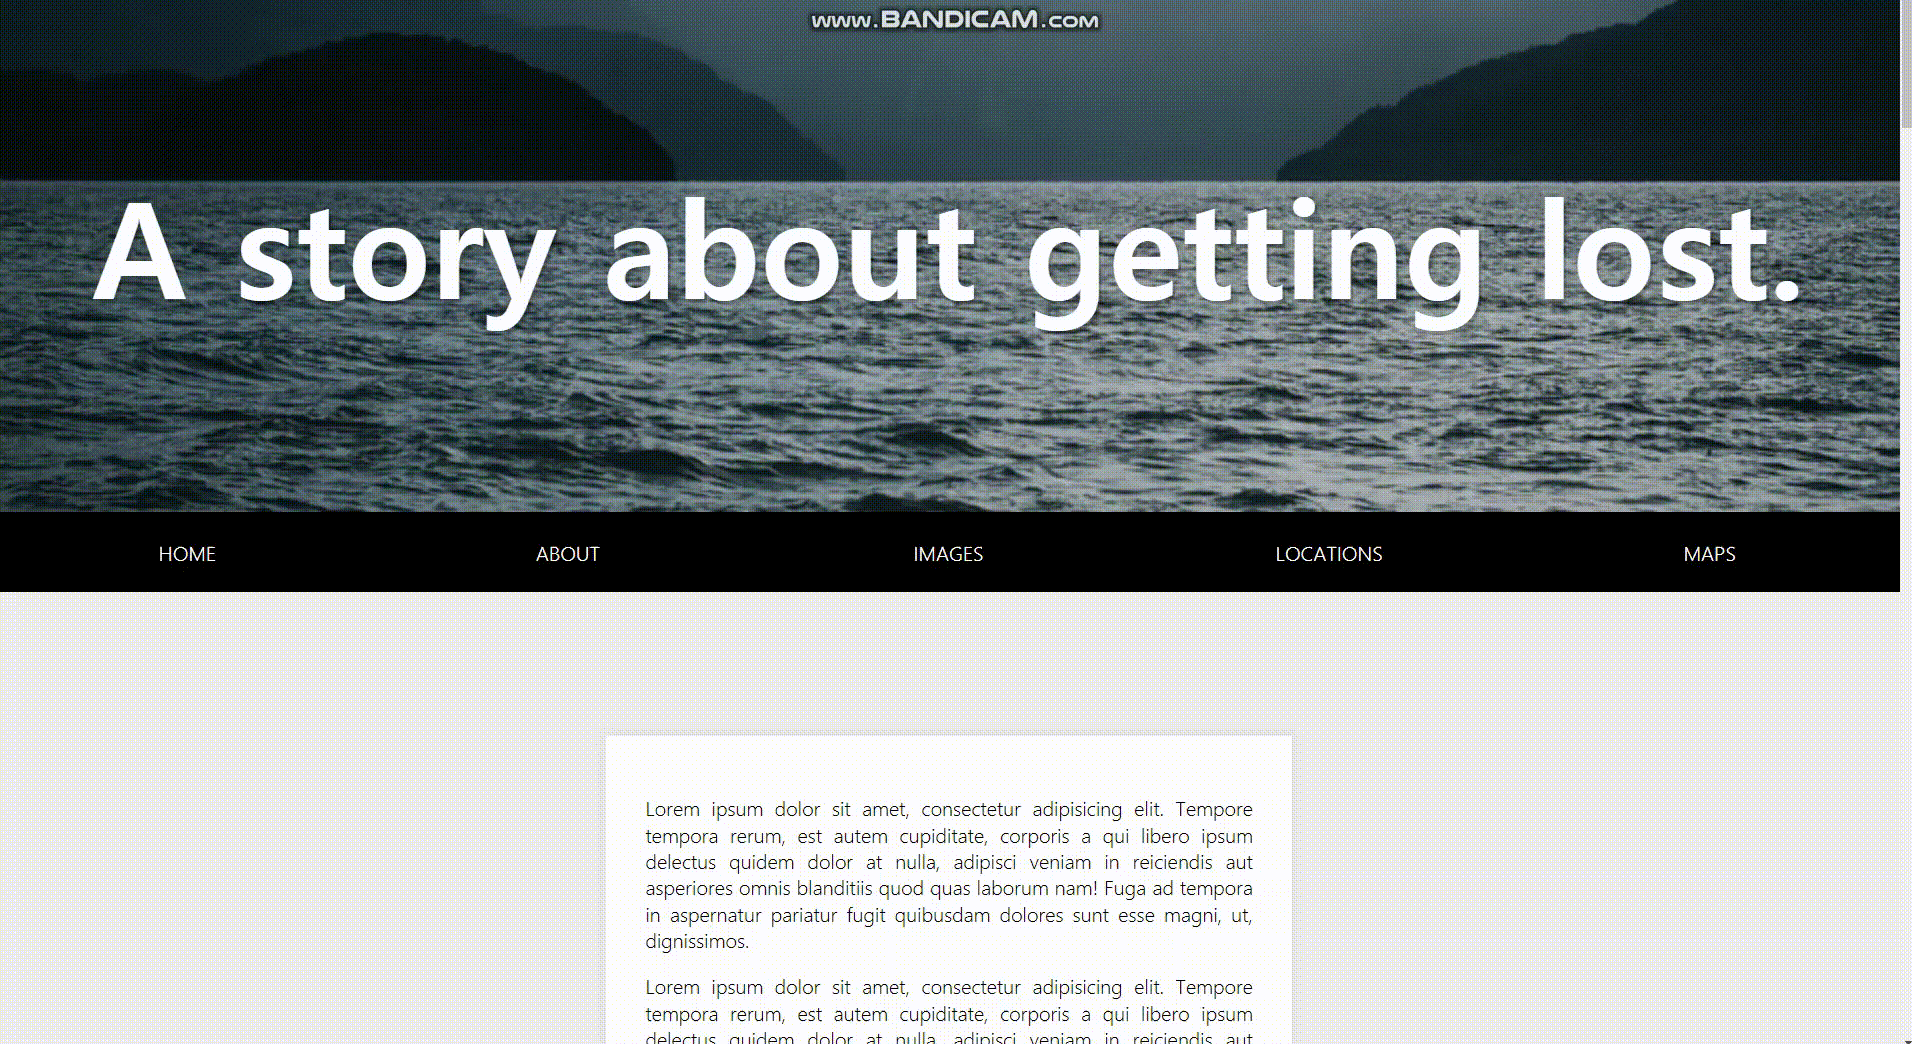 www.BANDICAM.com
A story about getting lost.
HOME ABOUT IMAGES LOCATIONS MAPS
Lorem ipsum dolor sit amet, consectetur adipisicing elit. Tempore
tempora rerum, est autem cupiditate, corporis a qui libero ipsum
delectus quidem dolor at nulla, adipisci veniam in reiciendis aut
asperiores omnis blanditiis quod quas laborum nam! Fuga ad tempora
in aspernatur pariatur fugit quibusdam dolores sunt esse magni, ut,
dignissimos.
Lorem ipsum dolor sit amet, consectetur adipisicing elit. Tempore
tempora rerum, est autem cupiditate, corporis a qui libero ipsum
delectus quidem dolor at nulla, adipisci veniam in reiciendis aut